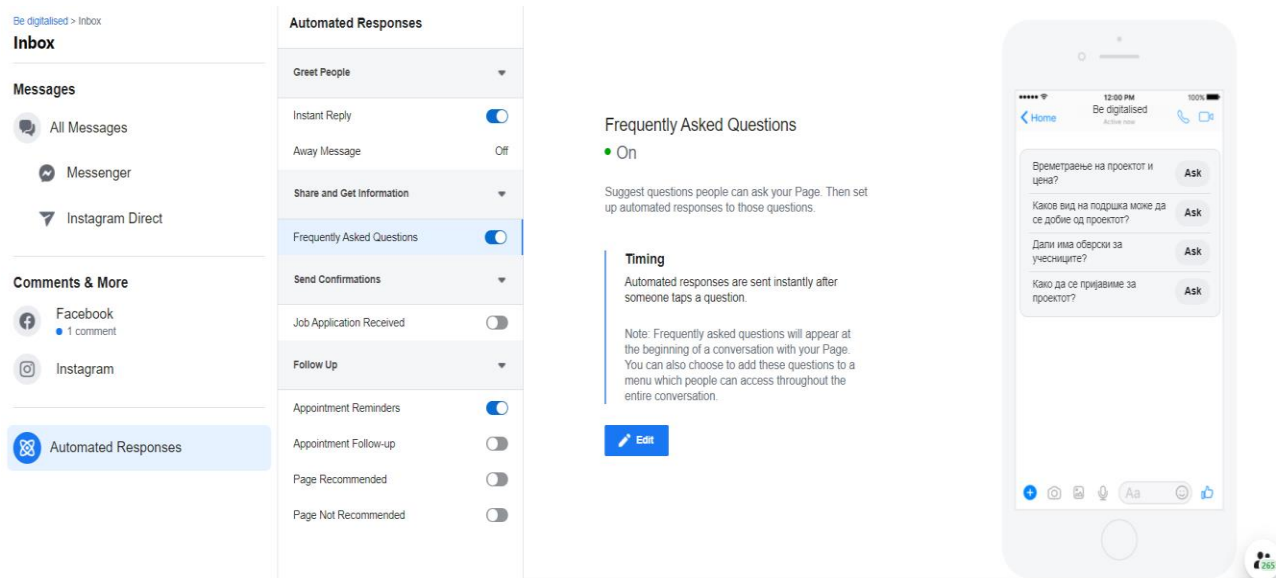 Be digitalised > Inbox
Inbox
Messages
All Messages
Messenger
Instagram Direct
Comments & More
Facebook
1 comment
Instagram
Automated Responses
Automated Responses
Greet People
Instant Reply
Away Message Off
Share and Get Information
Frequently Asked Questions
Send Confirmations
Job Application Received
Follow Up
Appointment Reminders
Appointment Follow-up
Page Recommended
Page Not Recommended
Frequently Asked Questions
On
Suggest questions people can ask your Page. Then set
up automated responses to those questions.
Timing
Automated responses are sent instantly after
someone taps a question.
Note: Frequently asked questions will appear at
the beginning of a conversation with your Page.
You can also choose to add these questions to a
menu which people can access throughout the
entire conversation.
Edit
12:00 PM 100%
Home Be digitalised
Active now
Времетраење на проектот и
цена?
Ask
Каков вид на подршка може да
се добие од проектот?
Ask
Дали има обврски за
учесниците?
Ask
Како да се пријавиме за
проектот?
Ask
Aa
265